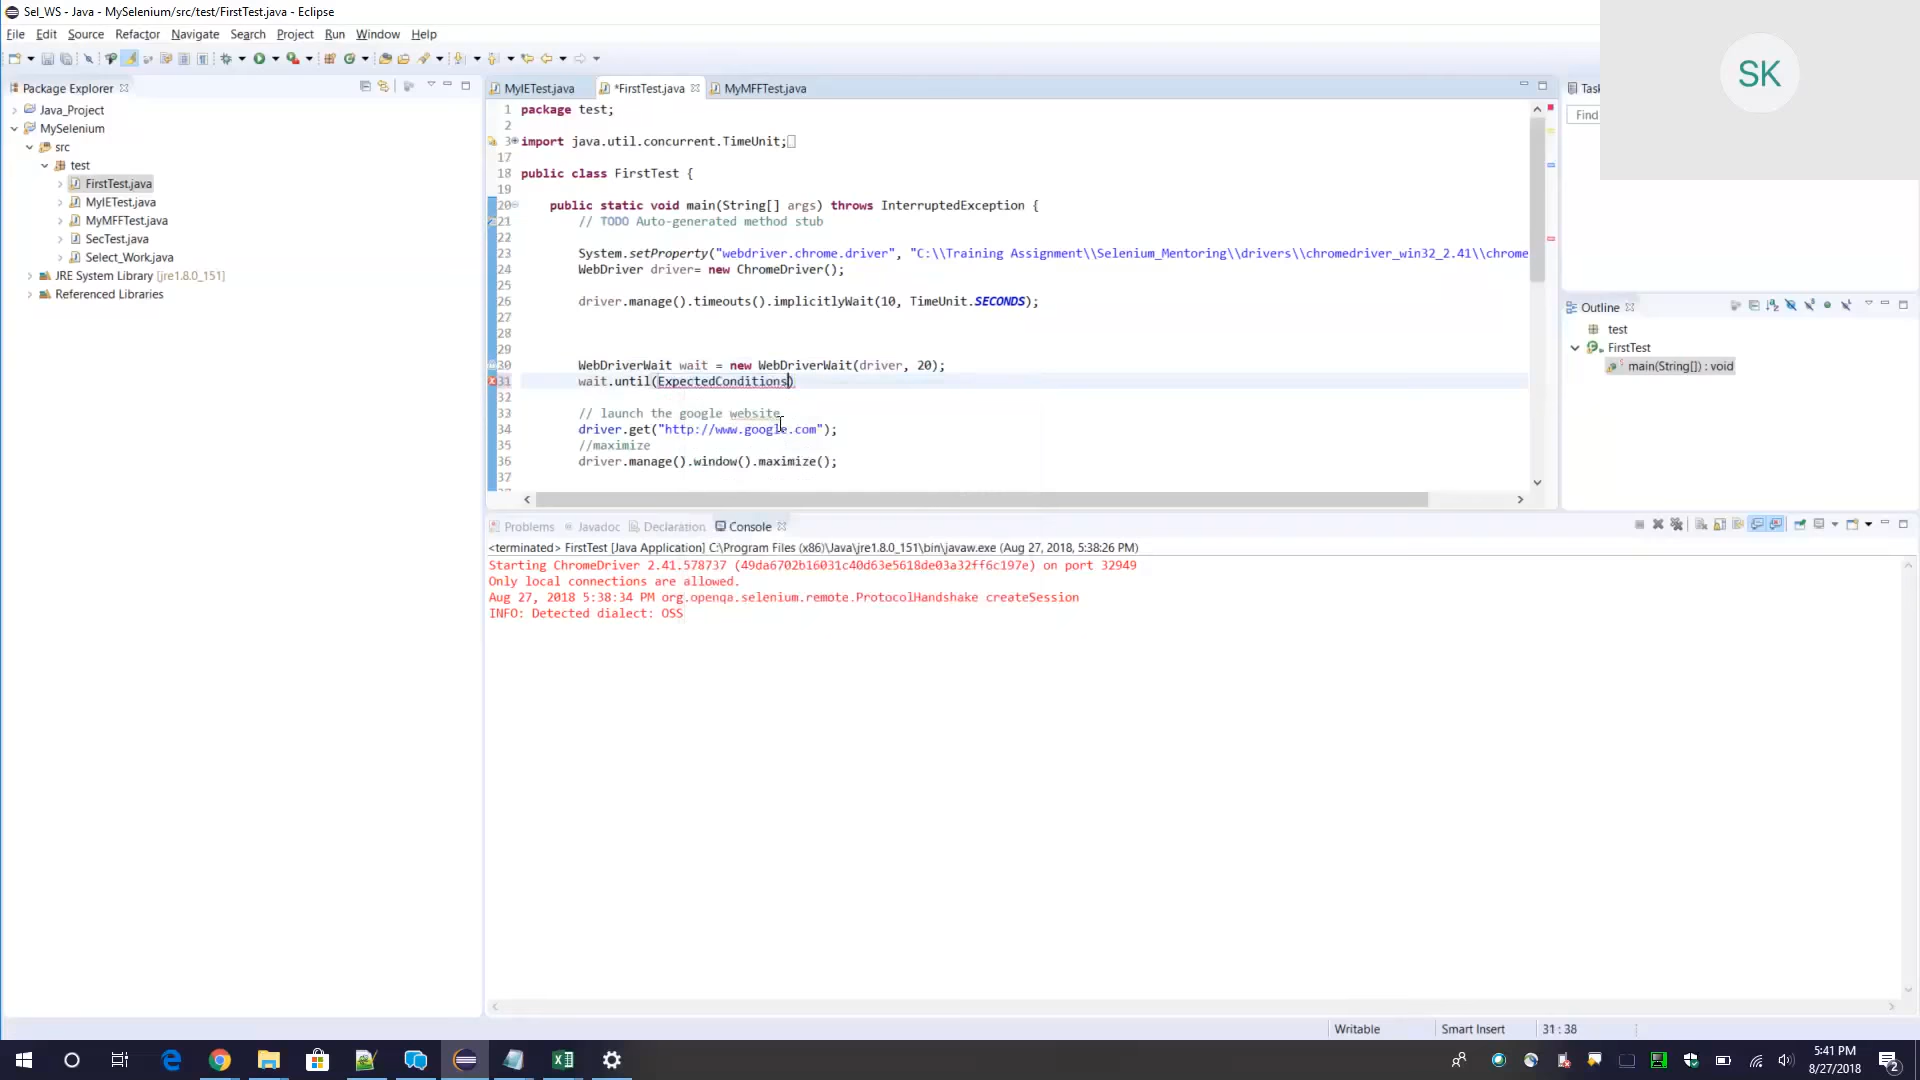 Sel_WS - Java - MySelenium/src/test/FirstTest.java - Eclipse
File Edit Source Refactor Navigate Search Project Run Window Help
SK
Package Explorer
Java_Project
MySelenium
src
test
FirstTest.java
MyIETest.java
MyMFFTest.java
SecTest.java
Select_Work.java
JRE System Library [jre1.8.0_151]
Referenced Libraries
MyIETest.java *FirstTest.java MyMFFTest.java
1 package test;
2
3 import java.util.concurrent.TimeUnit;
17
18 public class FirstTest {
19
20 public static void main(String[] args) throws InterruptedException {
21 // TODO Auto-generated method stub
22
23 System.setProperty("webdriver.chrome.driver", "C:\\Training Assignment\\Selenium_Mentoring\\drivers\\chromedriver_win32_2.41\\chrome
24 WebDriver driver= new ChromeDriver();
25
26 driver.manage().timeouts().implicitlyWait(10, TimeUnit.SECONDS);
27
28
29
30 WebDriverWait wait = new WebDriverWait(driver, 20);
31 wait.until(ExpectedConditions)
32
33 // launch the google website
34 driver.get("http://www.google.com");
35 //maximize
36 driver.manage().window().maximize();
37
Task
Find
Outline
test
FirstTest
main(String[]) : void
Problems Javadoc Declaration Console
<terminated> FirstTest [Java Application] C:\Program Files (x86)\Java\jre1.8.0_151\bin\javaw.exe (Aug 27, 2018, 5:38:26 PM)
Starting ChromeDriver 2.41.578737 (49da6702b16031c40d63e5618de03a32ff6c197e) on port 32949
Only local connections are allowed.
Aug 27, 2018 5:38:34 PM org.openqa.selenium.remote.ProtocolHandshake createSession
INFO: Detected dialect: OSS
Writable Smart Insert 31 : 38
5:41 PM
8/27/2018
2